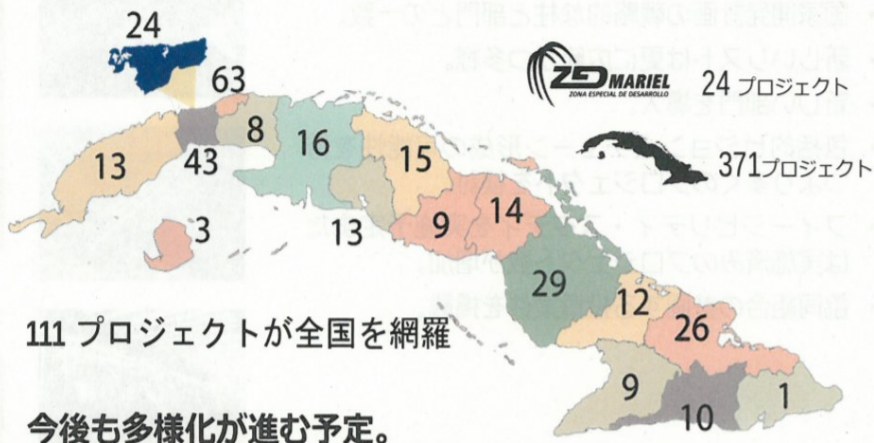 24
63
8
16
13
43
15
3
13
9
14
29
12
26
9
10
1
ZED MARIEL
ZONA ESPECIAL DE DESARROLLO
24 プロジェクト
371プロジェクト
111 プロジェクトが全国を網羅
今後も多様化が進む予定。